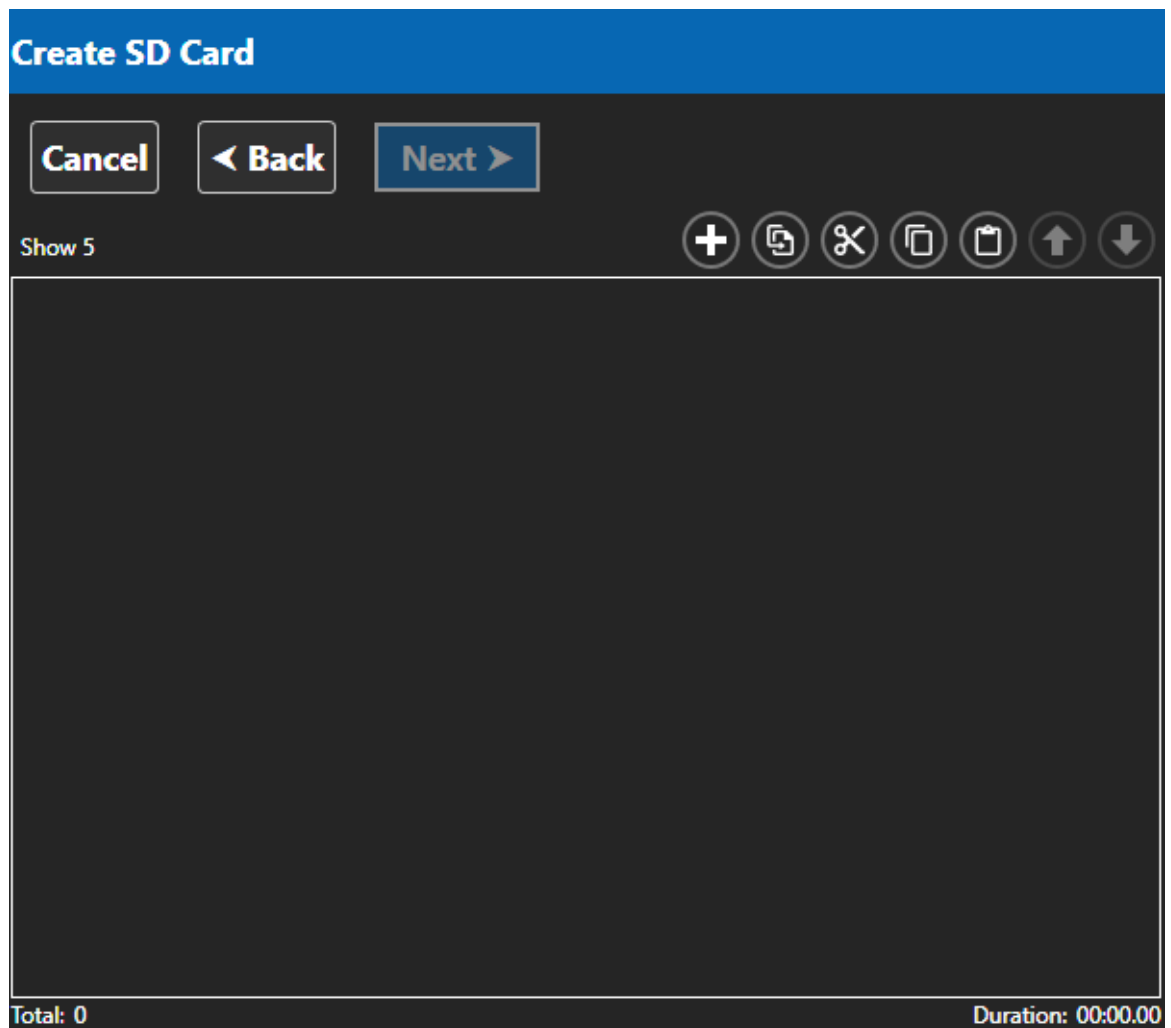 Create SD Card
Cancel
Back
Next
Show 5
Total: 0
Duration: 00:00.00